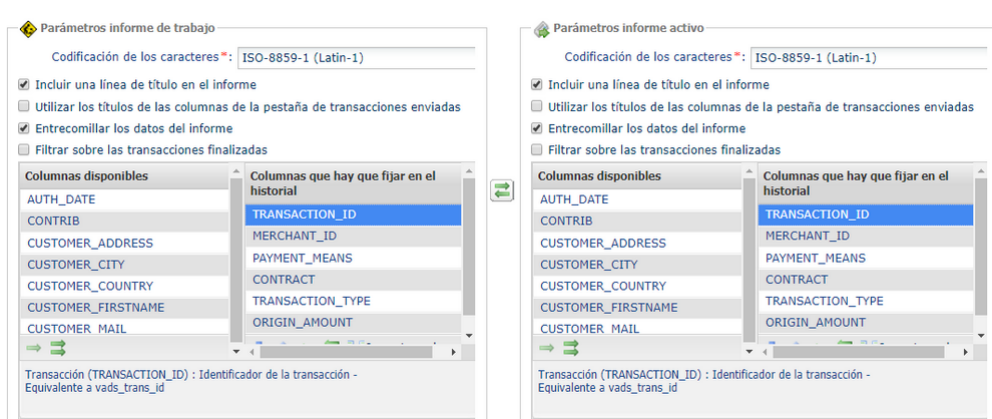 Parámetros informe de trabajo
Codificación de los caracteres*: ISO-8859-1 (Latin-1)
Incluir una línea de título en el informe
Utilizar los títulos de las columnas de la pestaña de transacciones enviadas
Entrecomillar los datos del informe
Filtrar sobre las transacciones finalizadas
Columnas disponibles
AUTH_DATE
CONTRIB
CUSTOMER_ADDRESS
CUSTOMER_CITY
CUSTOMER_COUNTRY
CUSTOMER_FIRSTNAME
CUSTOMER_MAIL
Columnas que hay que fijar en el
historial
TRANSACTION_ID
MERCHANT_ID
PAYMENT_MEANS
CONTRACT
TRANSACTION_TYPE
ORIGIN_AMOUNT
Transacción (TRANSACTION_ID) : Identificador de la transacción -
Equivalente a vads_trans_id
Parámetros informe activo
Codificación de los caracteres*: ISO-8859-1 (Latin-1)
Incluir una línea de título en el informe
Utilizar los títulos de las columnas de la pestaña de transacciones enviadas
Entrecomillar los datos del informe
Filtrar sobre las transacciones finalizadas
Columnas disponibles
AUTH_DATE
CONTRIB
CUSTOMER_ADDRESS
CUSTOMER_CITY
CUSTOMER_COUNTRY
CUSTOMER_FIRSTNAME
CUSTOMER_MAIL
Columnas que hay que fijar en el
historial
TRANSACTION_ID
MERCHANT_ID
PAYMENT_MEANS
CONTRACT
TRANSACTION_TYPE
ORIGIN_AMOUNT
Transacción (TRANSACTION_ID) : Identificador de la transacción -
Equivalente a vads_trans_id